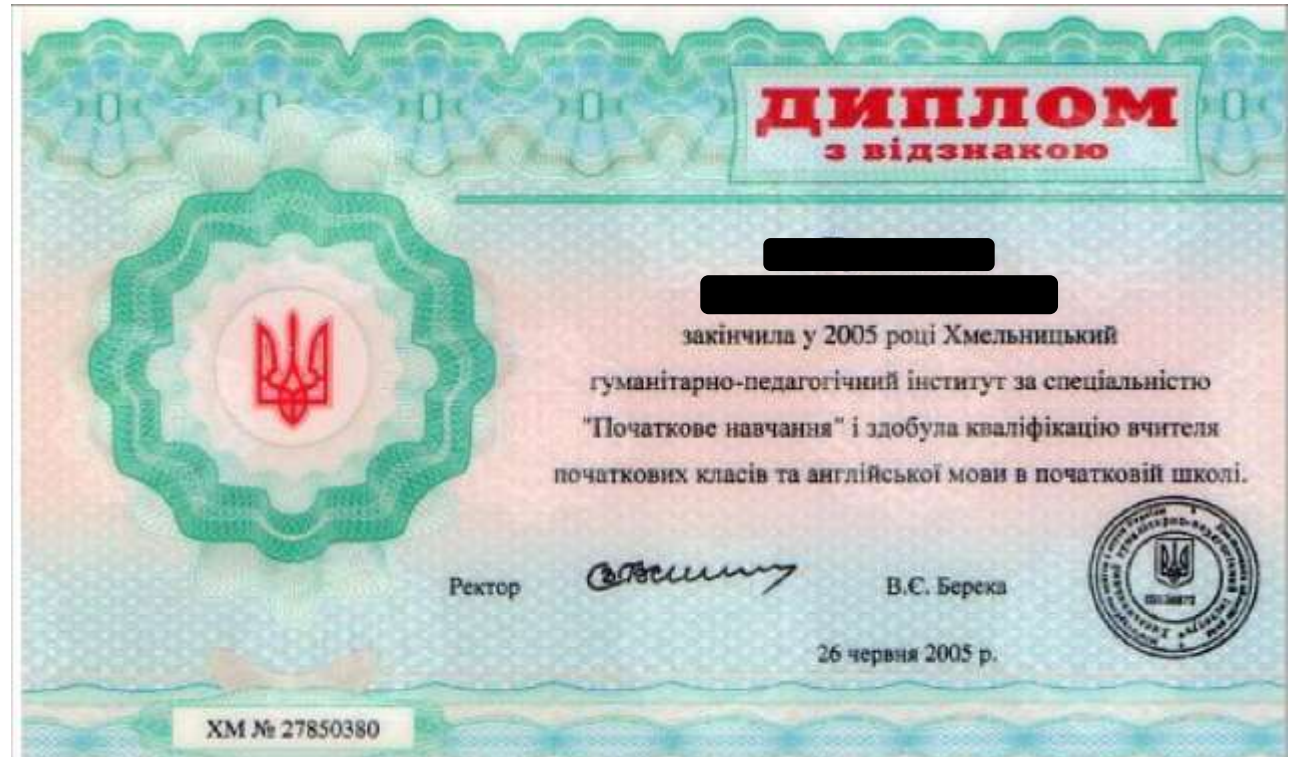 ДИПЛОМ
з відзнакою
закінчила у 2005 році Хмельницький
гуманітарно-педагогічний інститут за спеціальністю
"Початкове навчання" і здобула кваліфікацію вчителя
початкових класів та англійської мови в початковій школі.
Ректор В.Є. Берека
26 червня 2005 р.
ХМ № 27850380